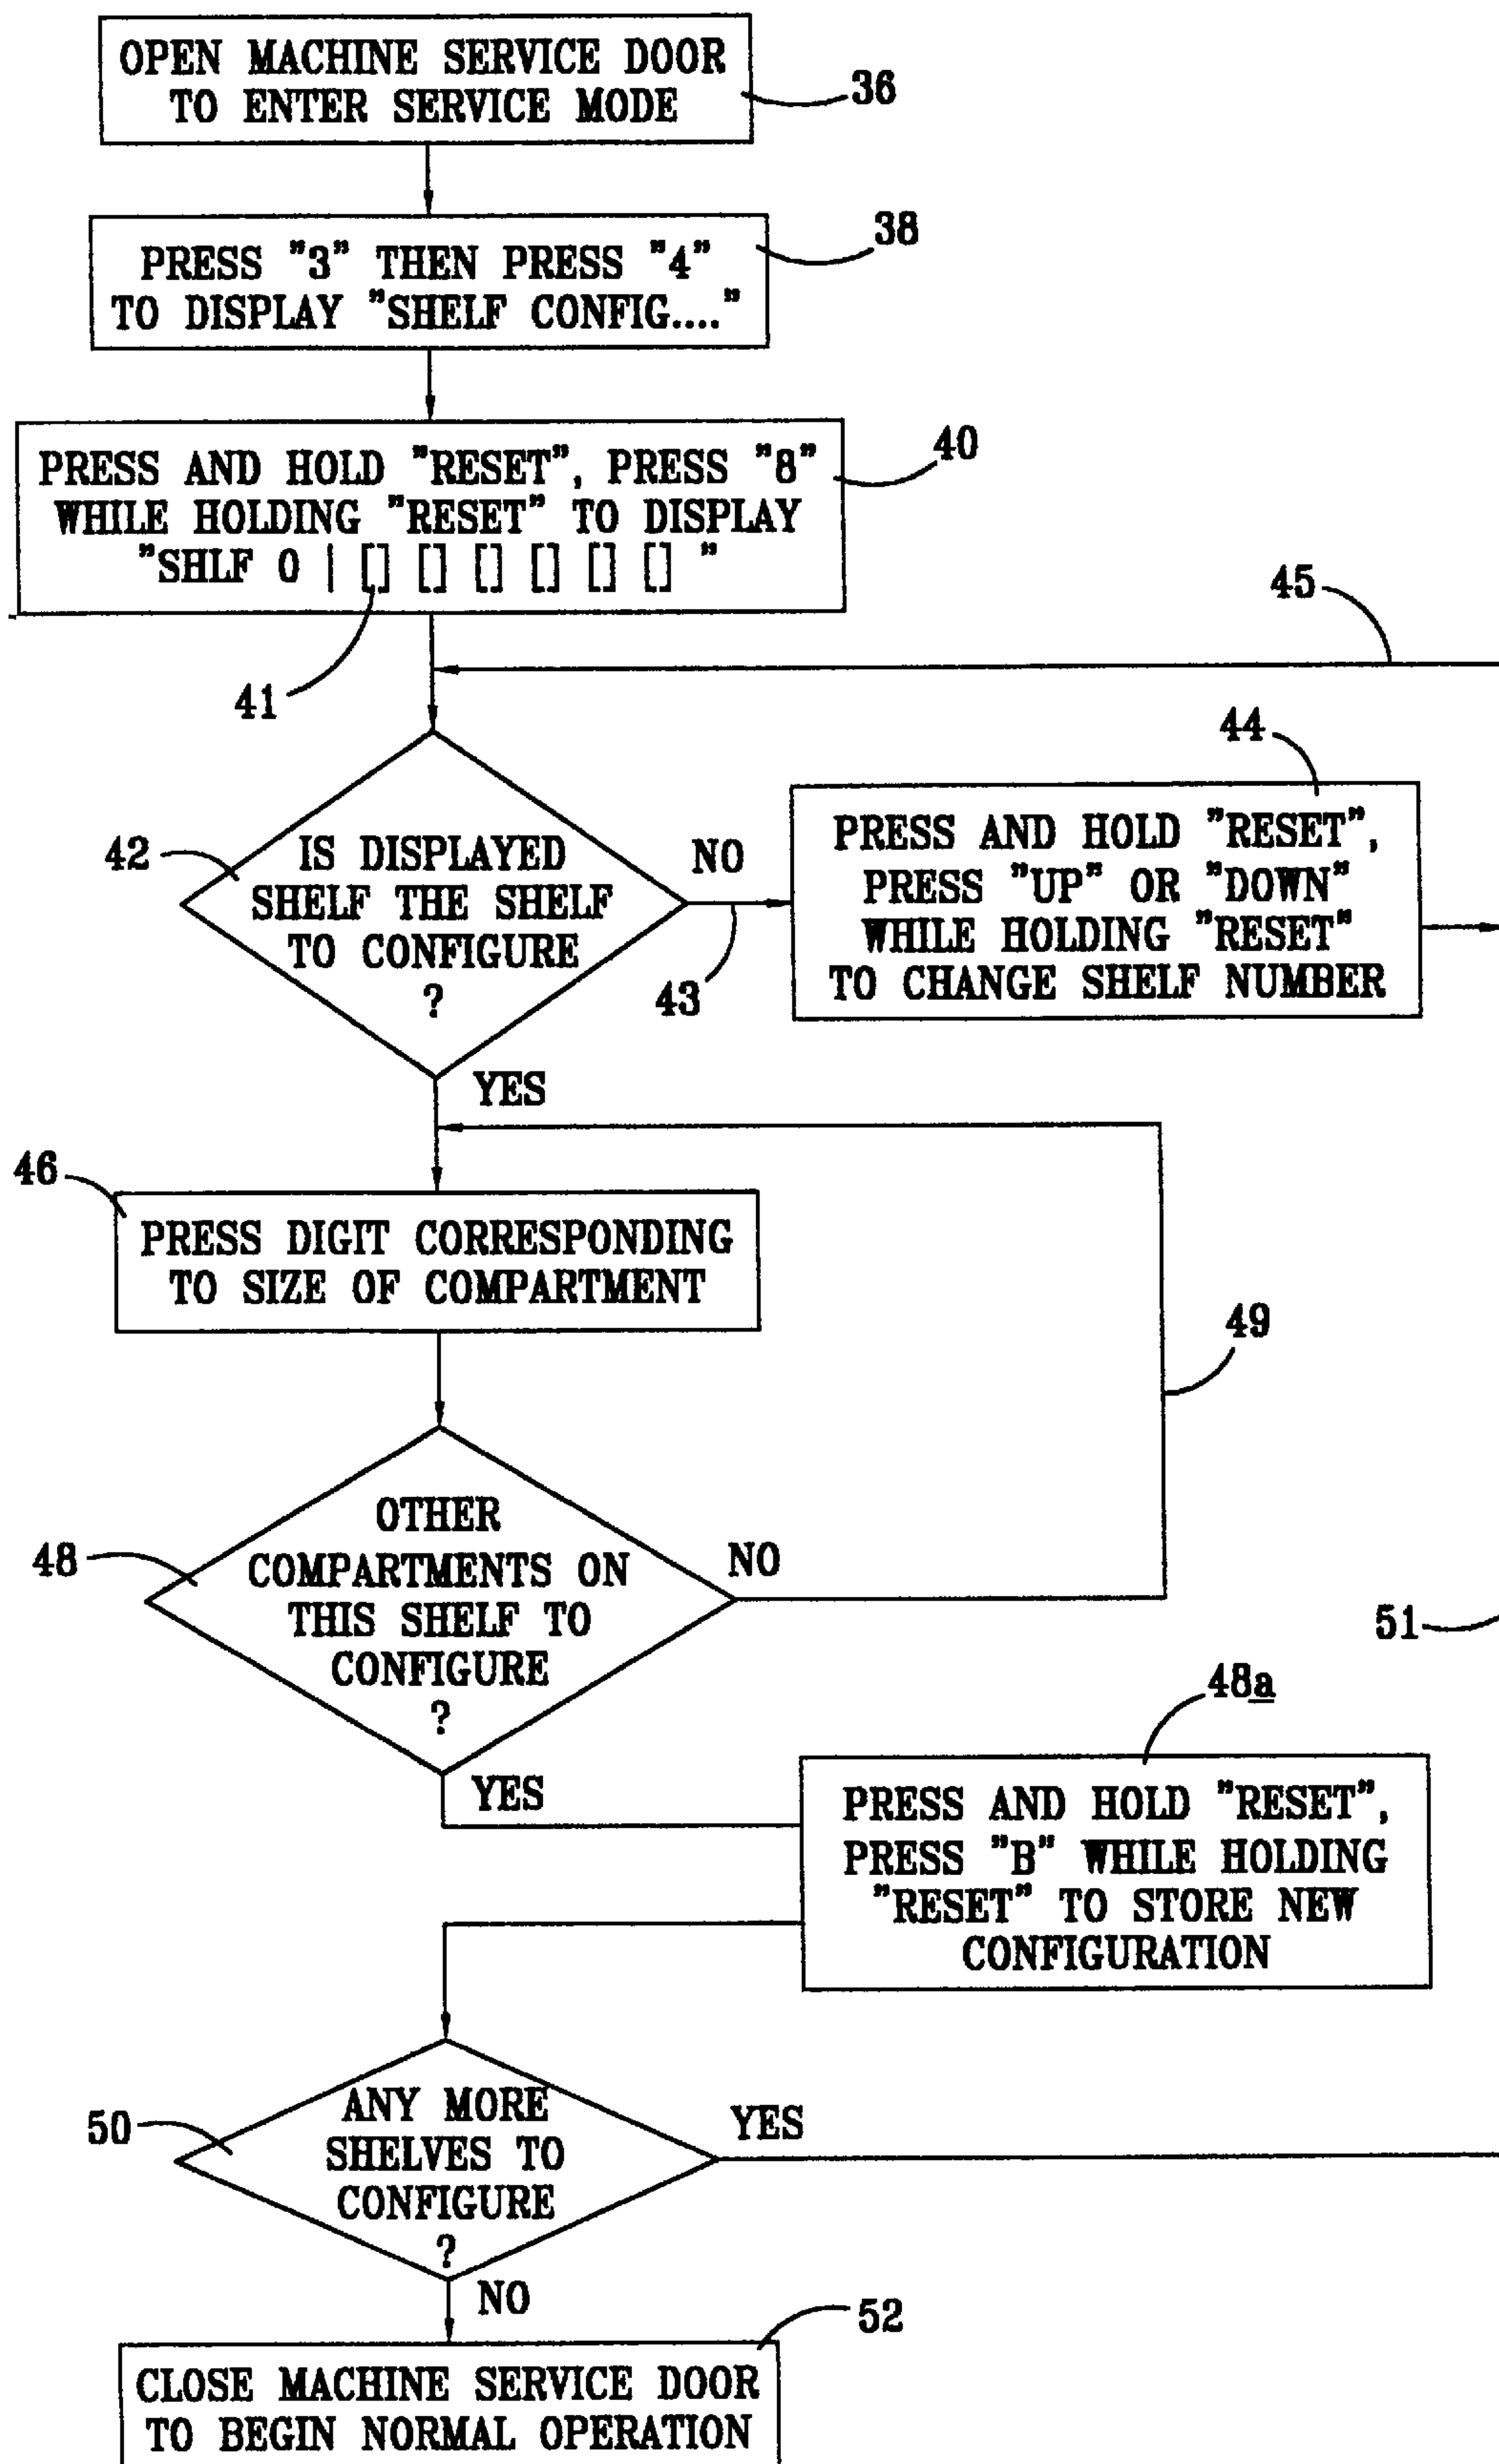 OPEN MACHINE SERVICE DOOR
TO ENTER SERVICE MODE
36
PRESS "3" THEN PRESS "4"
TO DISPLAY "SHELF CONFIG...."
38
PRESS AND HOLD "RESET", PRESS "8"
WHILE HOLDING "RESET" TO DISPLAY
"SHLF 0 | [] [] [] [] [] [] "
40
41
45
IS DISPLAYED
SHELF THE SHELF
TO CONFIGURE
?
42
NO
43
44
PRESS AND HOLD "RESET",
PRESS "UP" OR "DOWN"
WHILE HOLDING "RESET"
TO CHANGE SHELF NUMBER
YES
46
PRESS DIGIT CORRESPONDING
TO SIZE OF COMPARTMENT
49
OTHER
COMPARTMENTS ON
THIS SHELF TO
CONFIGURE
?
48
NO
51
YES
48a
PRESS AND HOLD "RESET",
PRESS "B" WHILE HOLDING
"RESET" TO STORE NEW
CONFIGURATION
ANY MORE
SHELVES TO
CONFIGURE
?
50
YES
NO
52
CLOSE MACHINE SERVICE DOOR
TO BEGIN NORMAL OPERATION